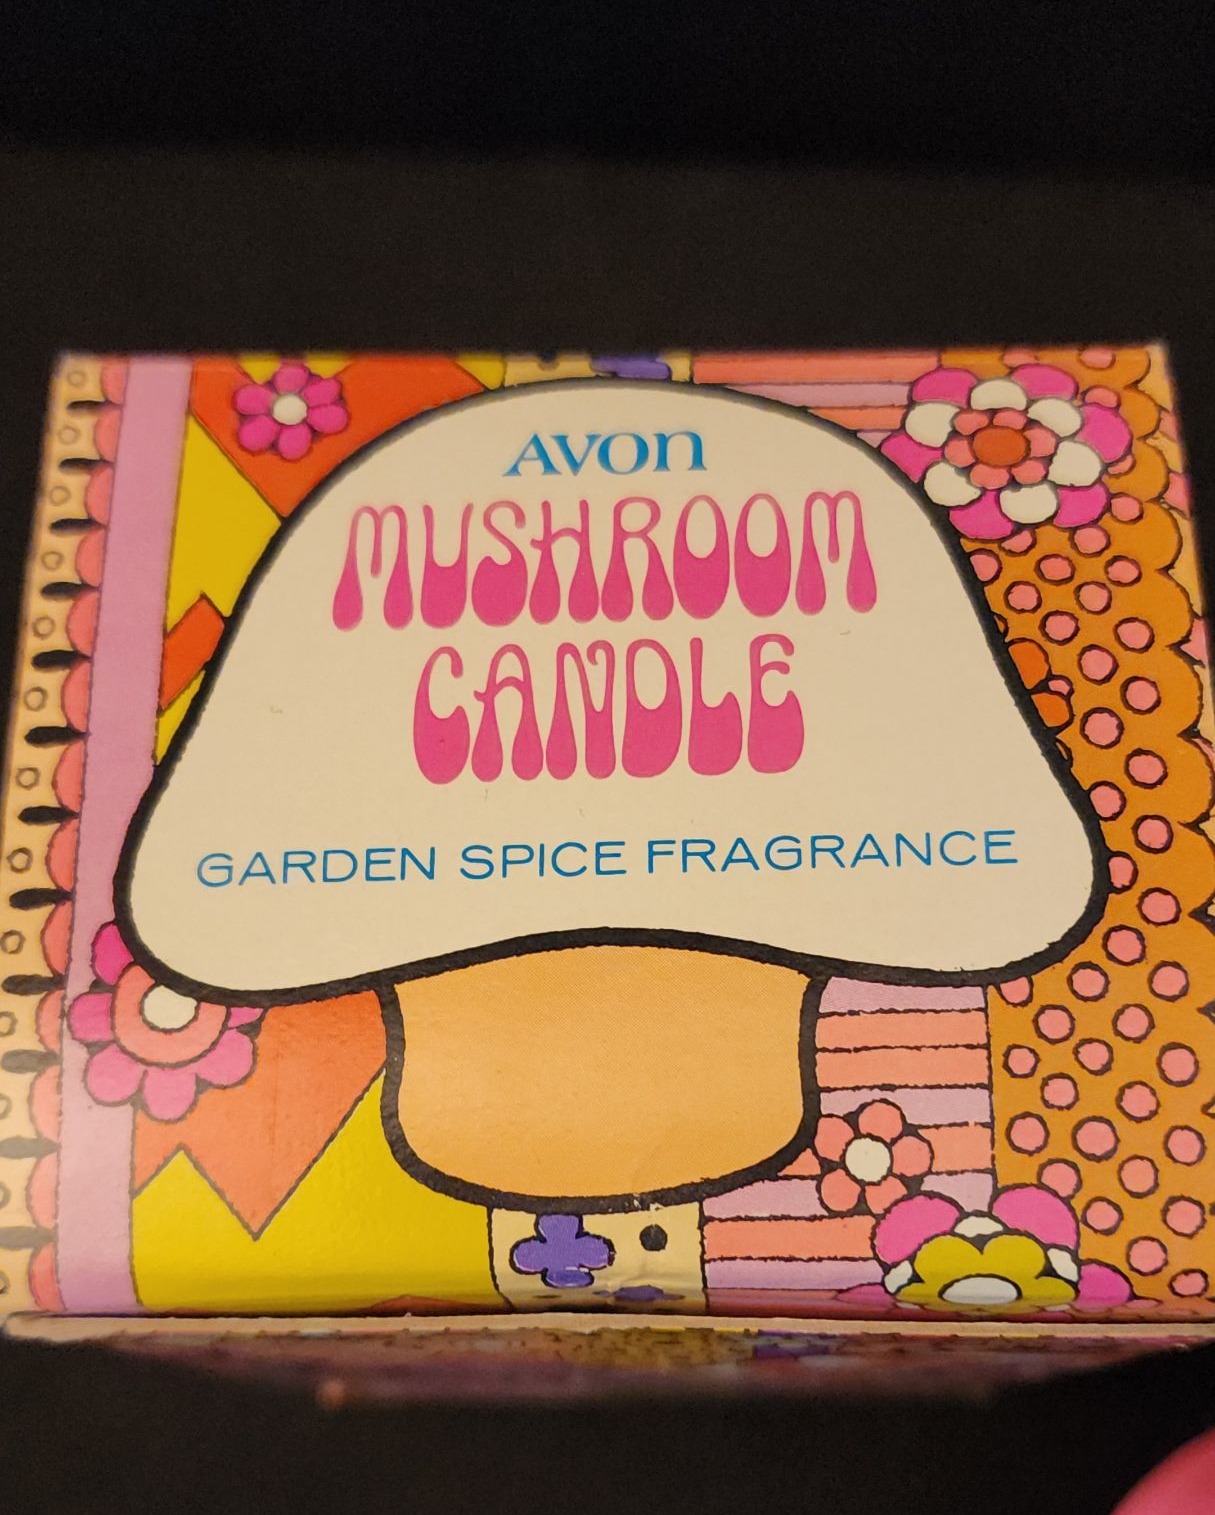 AVON
MUSHROOM
CANDLE
GARDEN SPICE FRAGRANCE